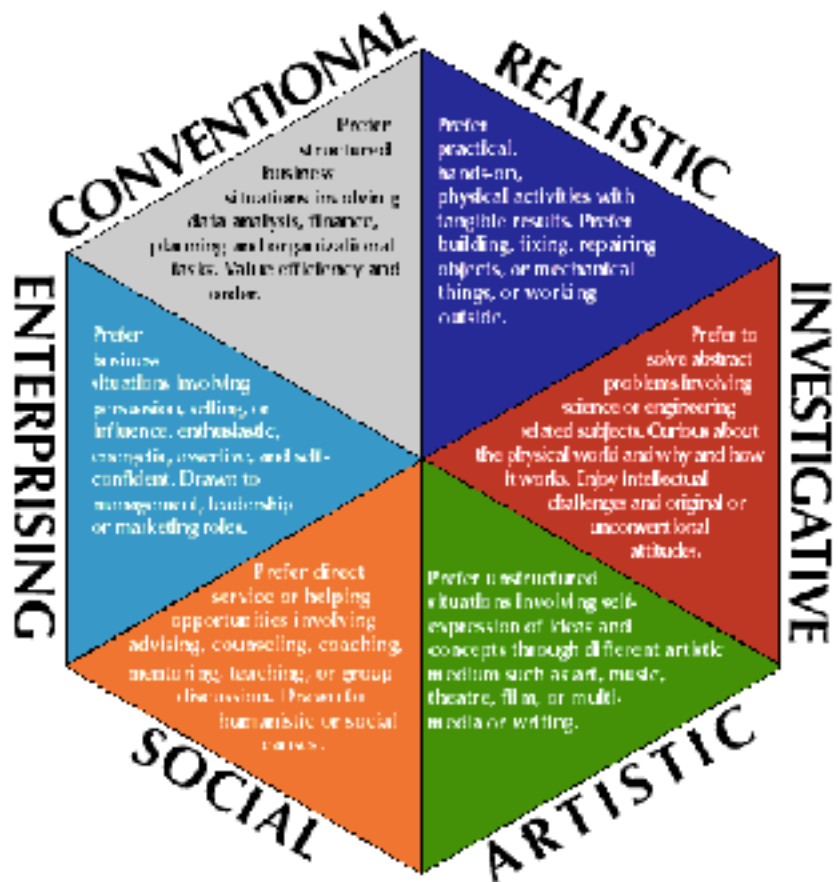 CONVENTIONAL
Prefer
structured
business
situations involving
data analysis, finance,
planning and organizational
tasks. Value efficiency and
order.
REALISTIC
Prefer
practical,
hands-on,
physical activities with
tangible results. Prefer
building, fixing, repairing
objects, or mechanical
things, or working
outside.
INVESTIGATIVE
Prefer to
solve abstract
problems involving
science or engineering
related subjects. Curious about
the physical world and why and how
it works. Enjoy intellectual
challenges and original or
unconventional
attitudes.
ARTISTIC
Prefer unstructured
situations involving self-
expression of ideas and
concepts through different artistic
medium such as art, music,
theatre, film, or multi-
media or writing.
SOCIAL
Prefer direct
service or helping
opportunities involving
advising, counseling, coaching,
mentoring, teaching, or group
discussion. Drawn to
humanistic or social
causes.
ENTERPRISING
Prefer
business
situations involving
persuasion, selling, or
influence, enthusiastic,
energetic, assertive, and self-
confident. Drawn to
management, leadership
or marketing roles.